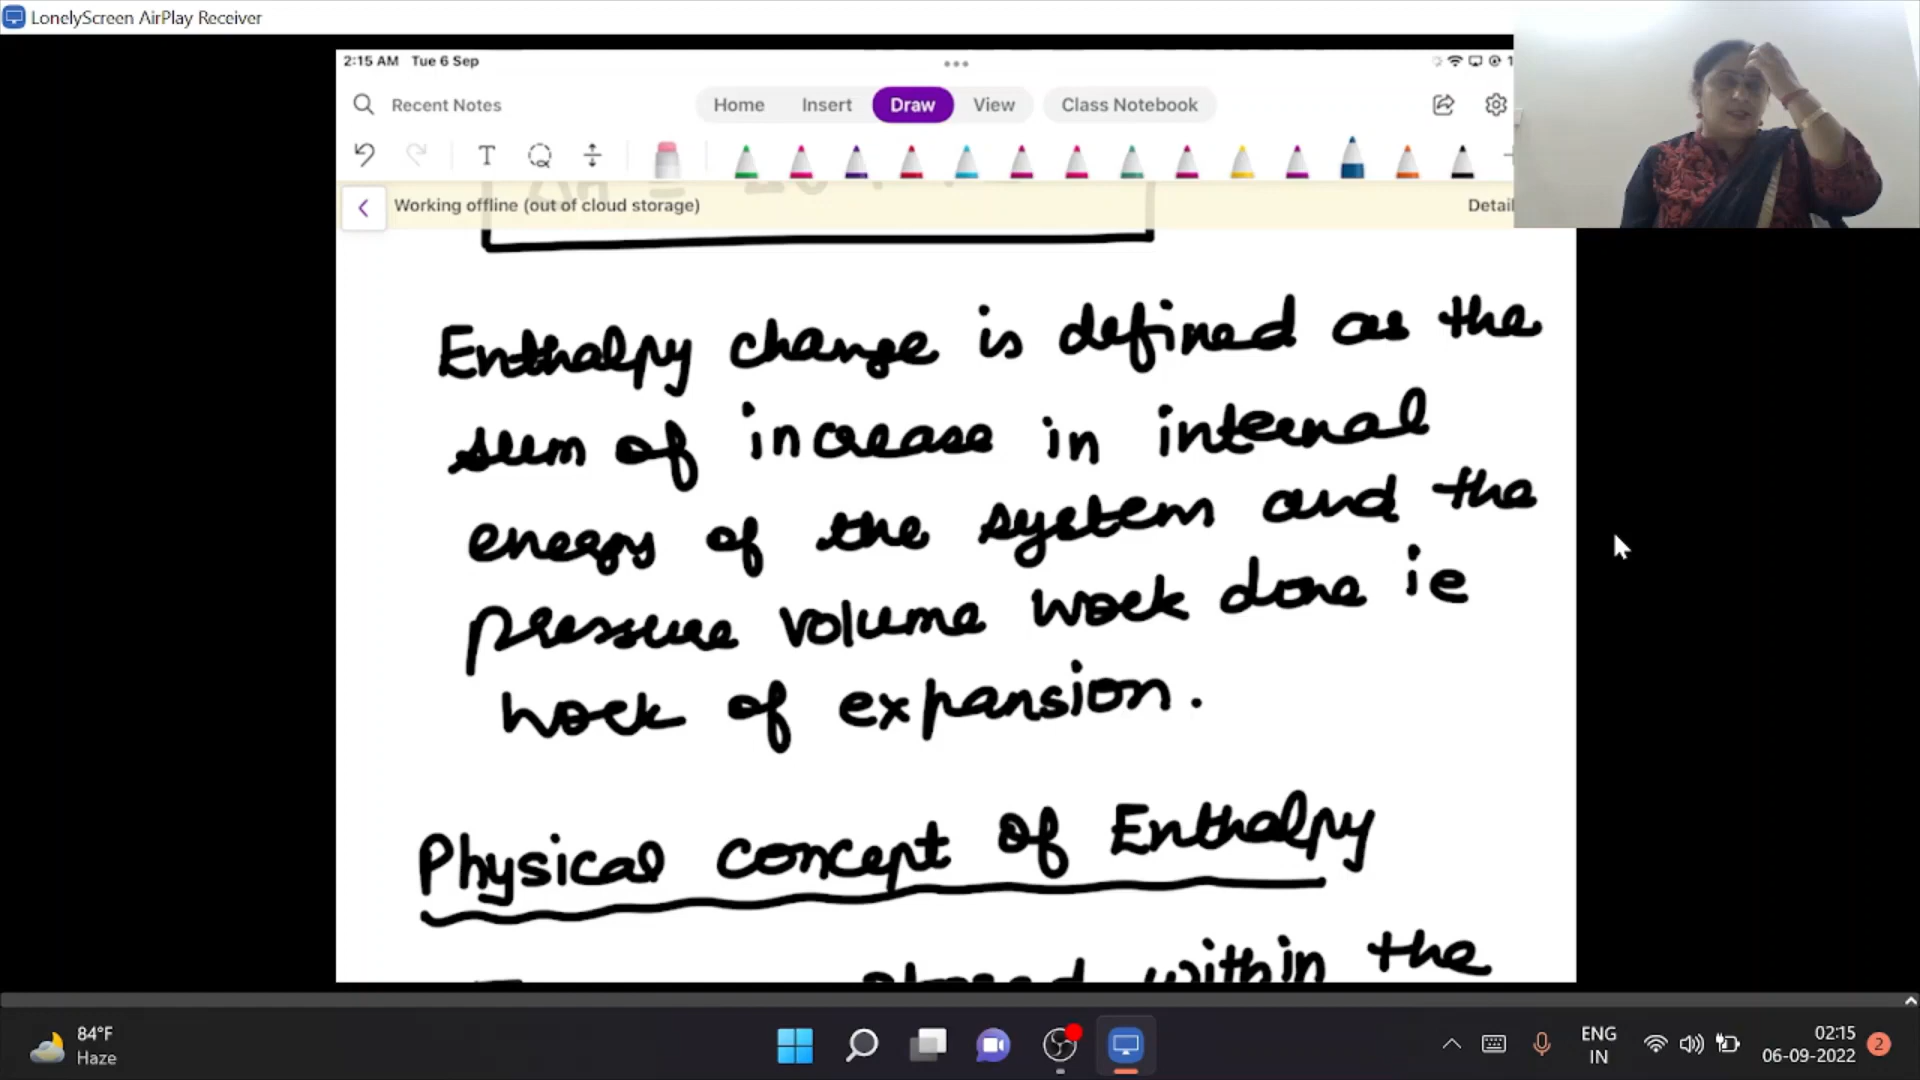 LonelyScreen AirPlay Receiver
2:15 AM Tue 6 Sep
Recent Notes
Home Insert Draw View Class Notebook
T
Working offline (out of cloud storage)
Detail
Enthalpy change is defined as the
sum of increase in internal
energy of the system and the
pressure volume work done ie
work of expansion.
Physical concept of Enthalpy
stored within the
84°F
Haze
ENG
IN
02:15
06-09-2022
2